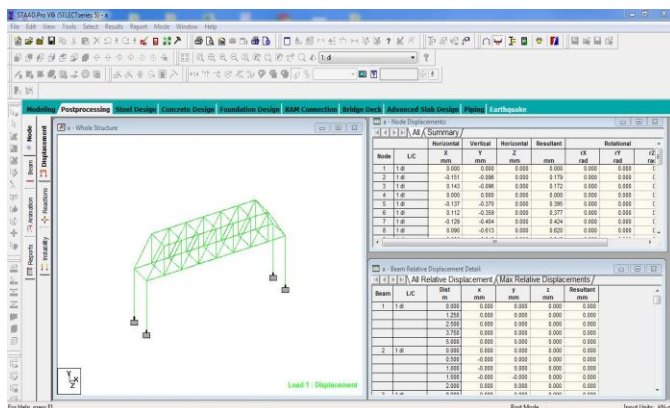 STAAD.Pro V8i (SELECTseries 5) - a
File Edit View Tools Select Results Report Mode Window Help
1: dl
Modeling Postprocessing Steel Design Concrete Design Foundation Design RAM Connection Bridge Deck Advanced Slab Design Piping Earthquake
Node
Beam
Animation
Reports
Displacement
Reactions
Instability
a - Whole Structure
Y
X
Z
Load 1 : Displacement
a - Node Displacements:
All Summary
Horizontal Vertical Horizontal Resultant Rotational
Node L/C X mm Y mm Z mm mm rX rad rY rad
1 1 dl 0.000 0.000 0.000 0.000 0.000 0.000
2 1 dl -0.151 -0.096 0.000 0.179 0.000 0.000
3 1 dl 0.143 -0.096 0.000 0.172 0.000 0.000
4 1 dl 0.000 0.000 0.000 0.000 0.000 0.000
5 1 dl -0.137 -0.370 0.000 0.395 0.000 0.000
6 1 dl 0.112 -0.359 0.000 0.377 0.000 0.000
7 1 dl -0.129 -0.404 0.000 0.424 0.000 0.000
8 1 dl 0.090 -0.613 0.000 0.620 0.000 0.000
a - Beam Relative Displacement Detail:
All Relative Displacement Max Relative Displacements
Beam L/C Dist m x mm y mm z mm Resultant mm
1 1 dl 0.000 0.000 0.000 0.000 0.000
1.250 0.000 0.000 0.000 0.000
2.500 0.000 0.000 0.000 0.000
3.750 0.000 0.000 0.000 0.000
5.000 0.000 0.000 0.000 0.000
2 1 dl 0.000 0.000 0.000 0.000 0.000
0.500 -0.000 0.000 0.000 0.000
1.000 -0.000 0.000 0.000 0.000
1.500 -0.000 -0.000 0.000 0.000
2.000 0.000 0.000 0.000 0.000
For Help, press F1
Post Mode